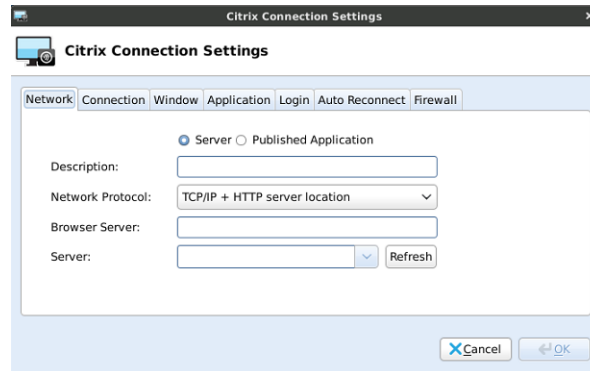 Citrix Connection Settings
Citrix Connection Settings
Network Connection Window Application Login Auto Reconnect Firewall
Server Published Application
Description:
Network Protocol: TCP/IP + HTTP server location
Browser Server:
Server: Refresh
Cancel OK